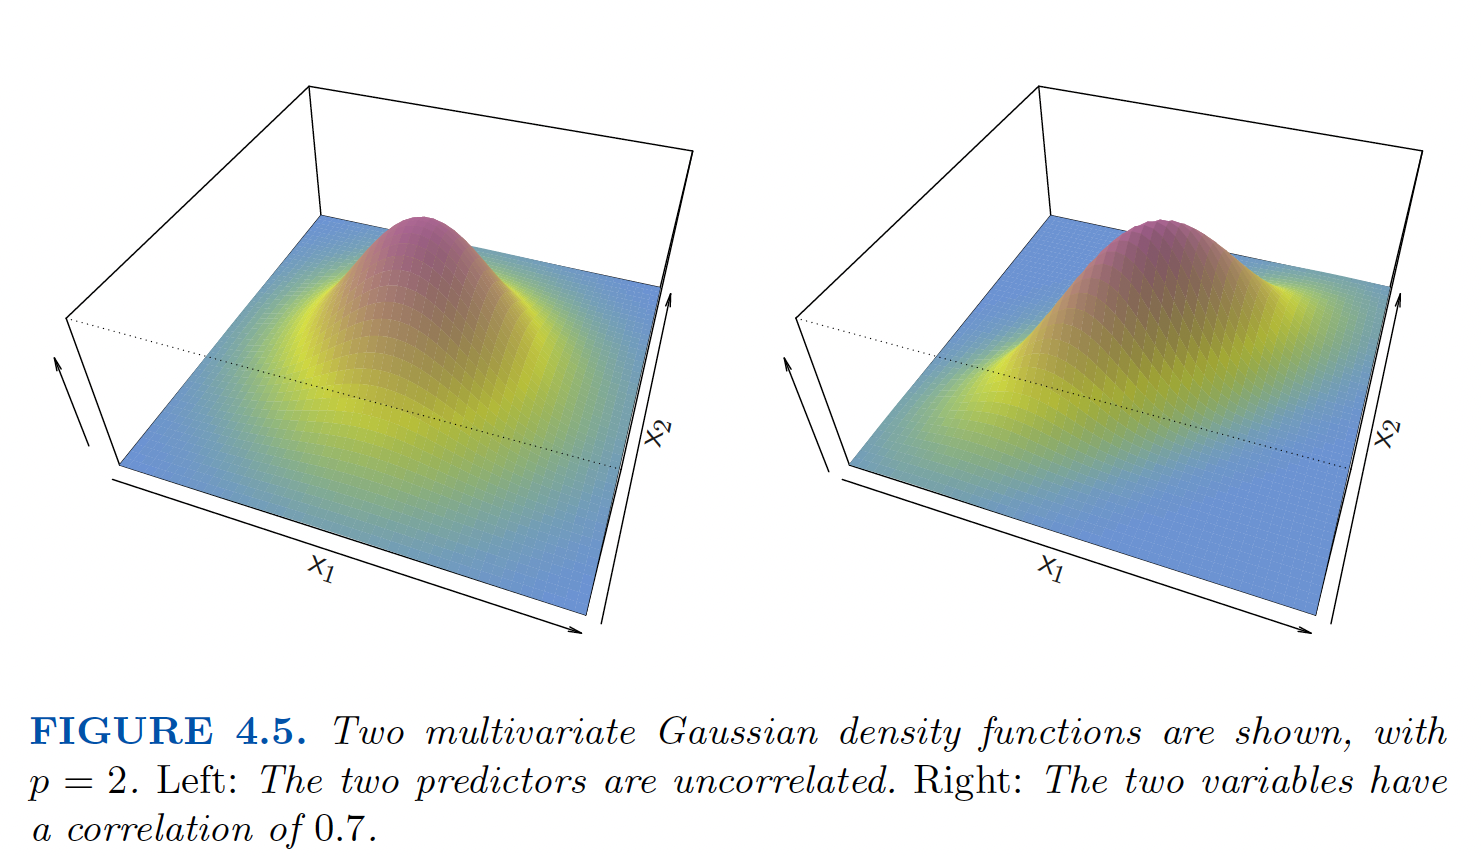 x₂
x₁
x₂
x₁
FIGURE 4.5. Two multivariate Gaussian density functions are shown, with
p = 2. Left: The two predictors are uncorrelated. Right: The two variables have
a correlation of 0.7.